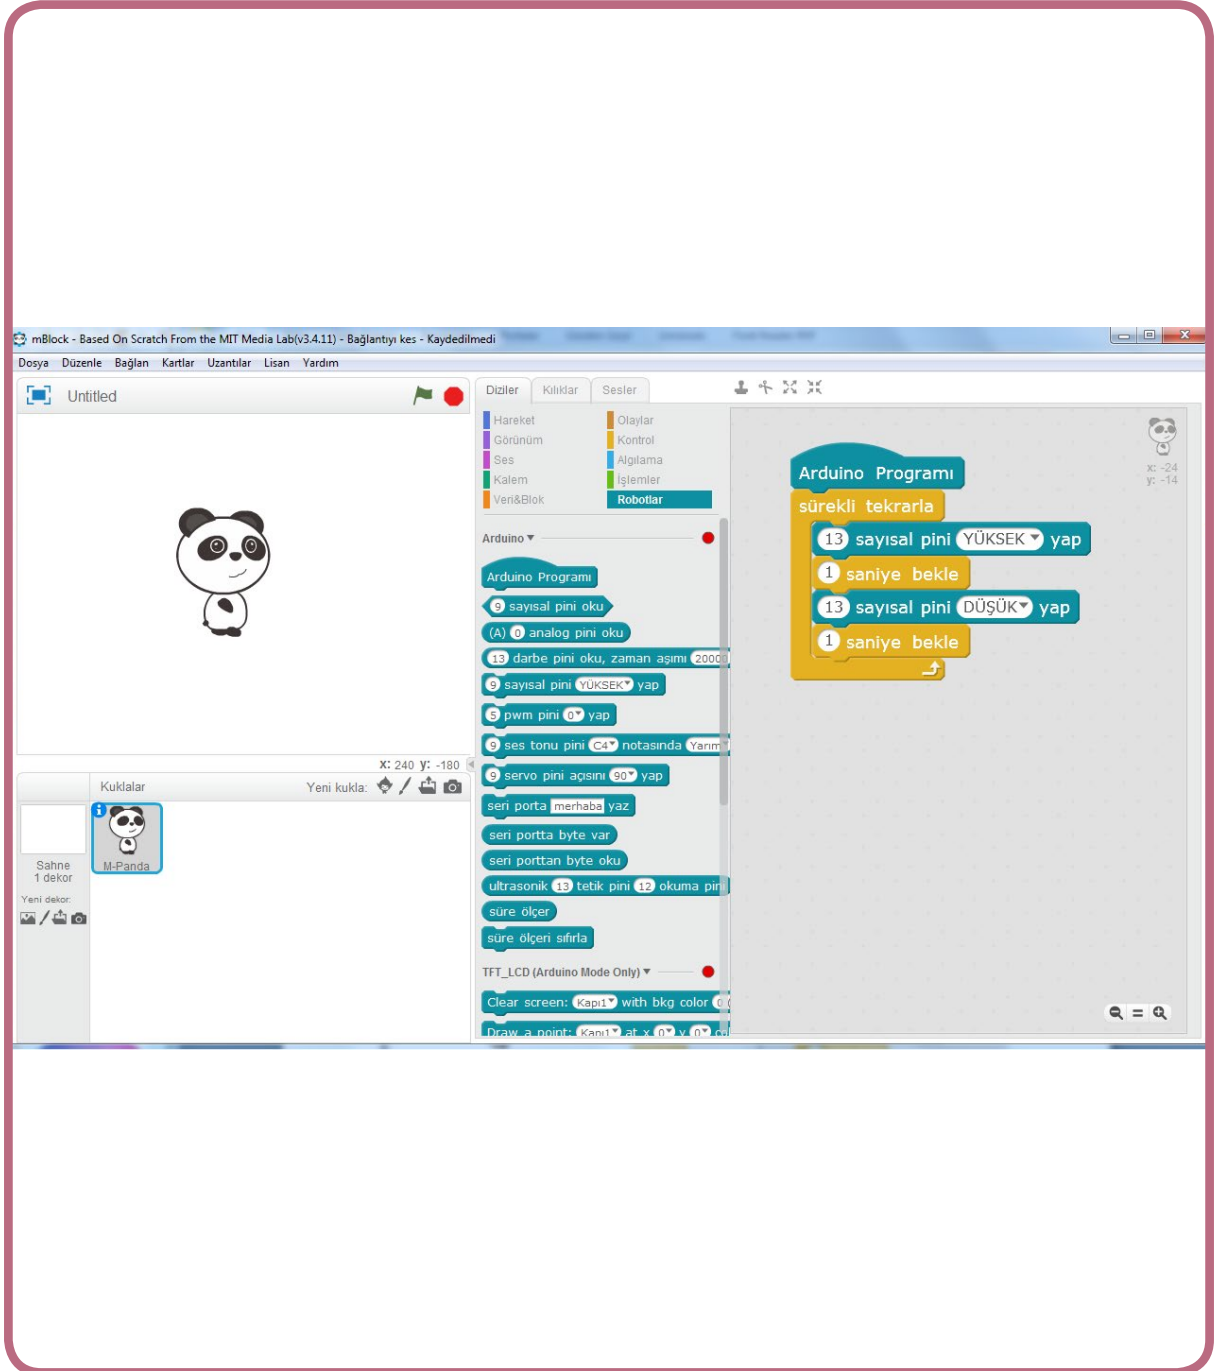 mBlock - Based On Scratch From the MIT Media Lab(v3.4.11) - Bağlantıyı kes - Kaydedilmedi
Dosya Düzenle Bağlan Kartlar Uzantılar Lisan Yardım
Untitled
x: 240 y: -180
Kuklalar
Yeni kukla:
Sahne
1 dekor
Yeni dekor:
M-Panda
Diziler Kılıklar Sesler
Hareket Olaylar
Görünüm Kontrol
Ses Algılama
Kalem İşlemler
Veri&Blok Robotlar
Arduino
Arduino Programı
9 sayısal pini oku
(A) 0 analog pini oku
13 darbe pini oku, zaman aşımı 20000
9 sayısal pini YÜKSEK yap
5 pwm pini 0 yap
9 ses tonu pini C4 notasında Yarım
9 servo pini açısını 90 yap
seri porta merhaba yaz
seri portta byte var
seri porttan byte oku
ultrasonik 13 tetik pini 12 okuma pini
süre ölçer
süre ölçeri sıfırla
TFT_LCD (Arduino Mode Only)
Clear screen: Kapı1 with bkg color 0
Draw a point: Kapı1 at x 0 y 0
Arduino Programı
sürekli tekrarla
13 sayısal pini YÜKSEK yap
1 saniye bekle
13 sayısal pini DÜŞÜK yap
1 saniye bekle
x: -24
y: -14